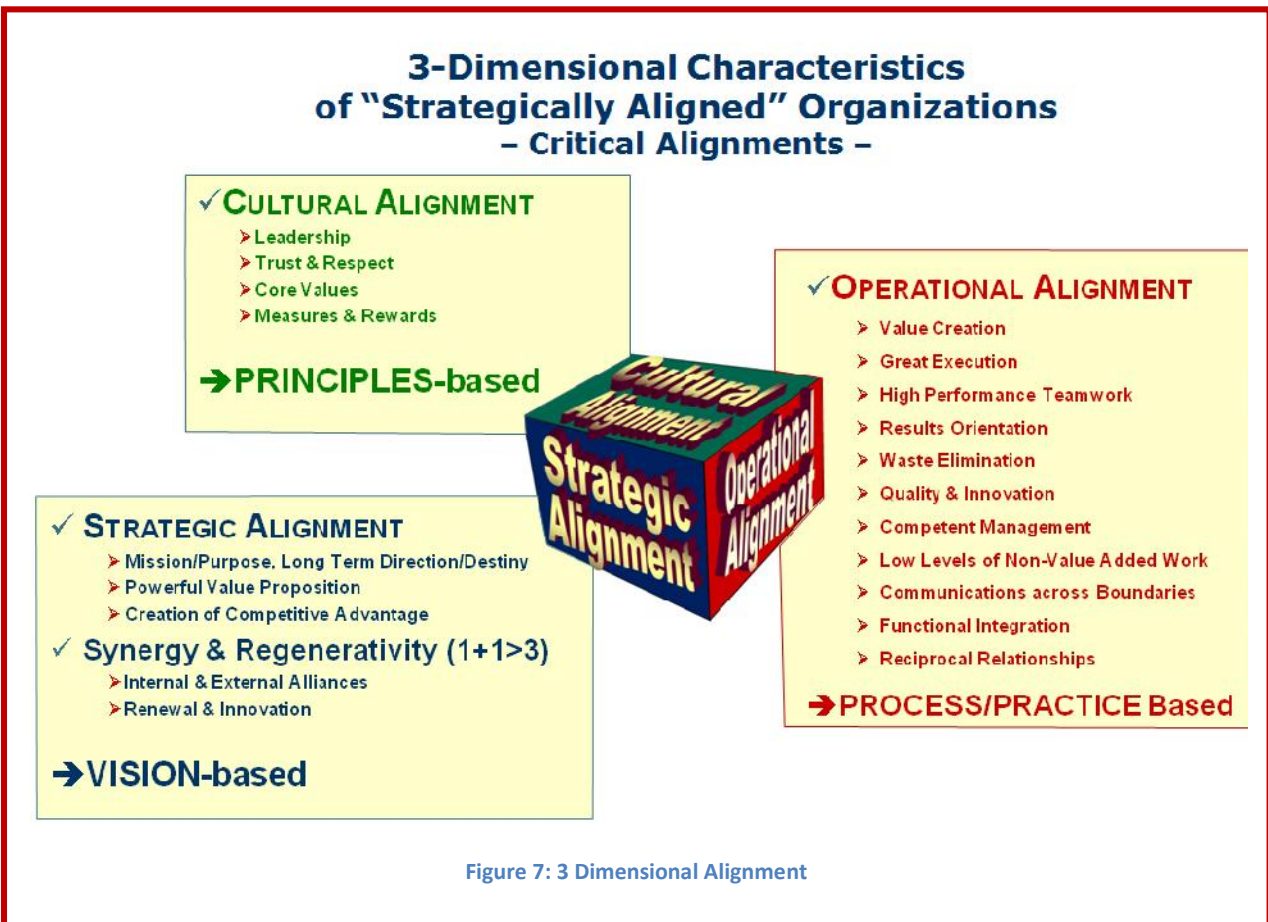 3-Dimensional Characteristics
of “Strategically Aligned” Organizations
– Critical Alignments –
✓CULTURAL ALIGNMENT
➢Leadership
➢Trust & Respect
➢Core Values
➢Measures & Rewards
➔PRINCIPLES-based
✓STRATEGIC ALIGNMENT
➢Mission/Purpose, Long Term Direction/Destiny
➢Powerful Value Proposition
➢Creation of Competitive Advantage
✓Synergy & Regenerativity (1+1>3)
➢Internal & External Alliances
➢Renewal & Innovation
➔VISION-based
Cultural
Alignment
Strategic
Alignment
Operational
Alignment
✓OPERATIONAL ALIGNMENT
➢ Value Creation
➢ Great Execution
➢ High Performance Teamwork
➢ Results Orientation
➢ Waste Elimination
➢ Quality & Innovation
➢ Competent Management
➢ Low Levels of Non-Value Added Work
➢ Communications across Boundaries
➢ Functional Integration
➢ Reciprocal Relationships
➔PROCESS/PRACTICE Based
Figure 7: 3 Dimensional Alignment